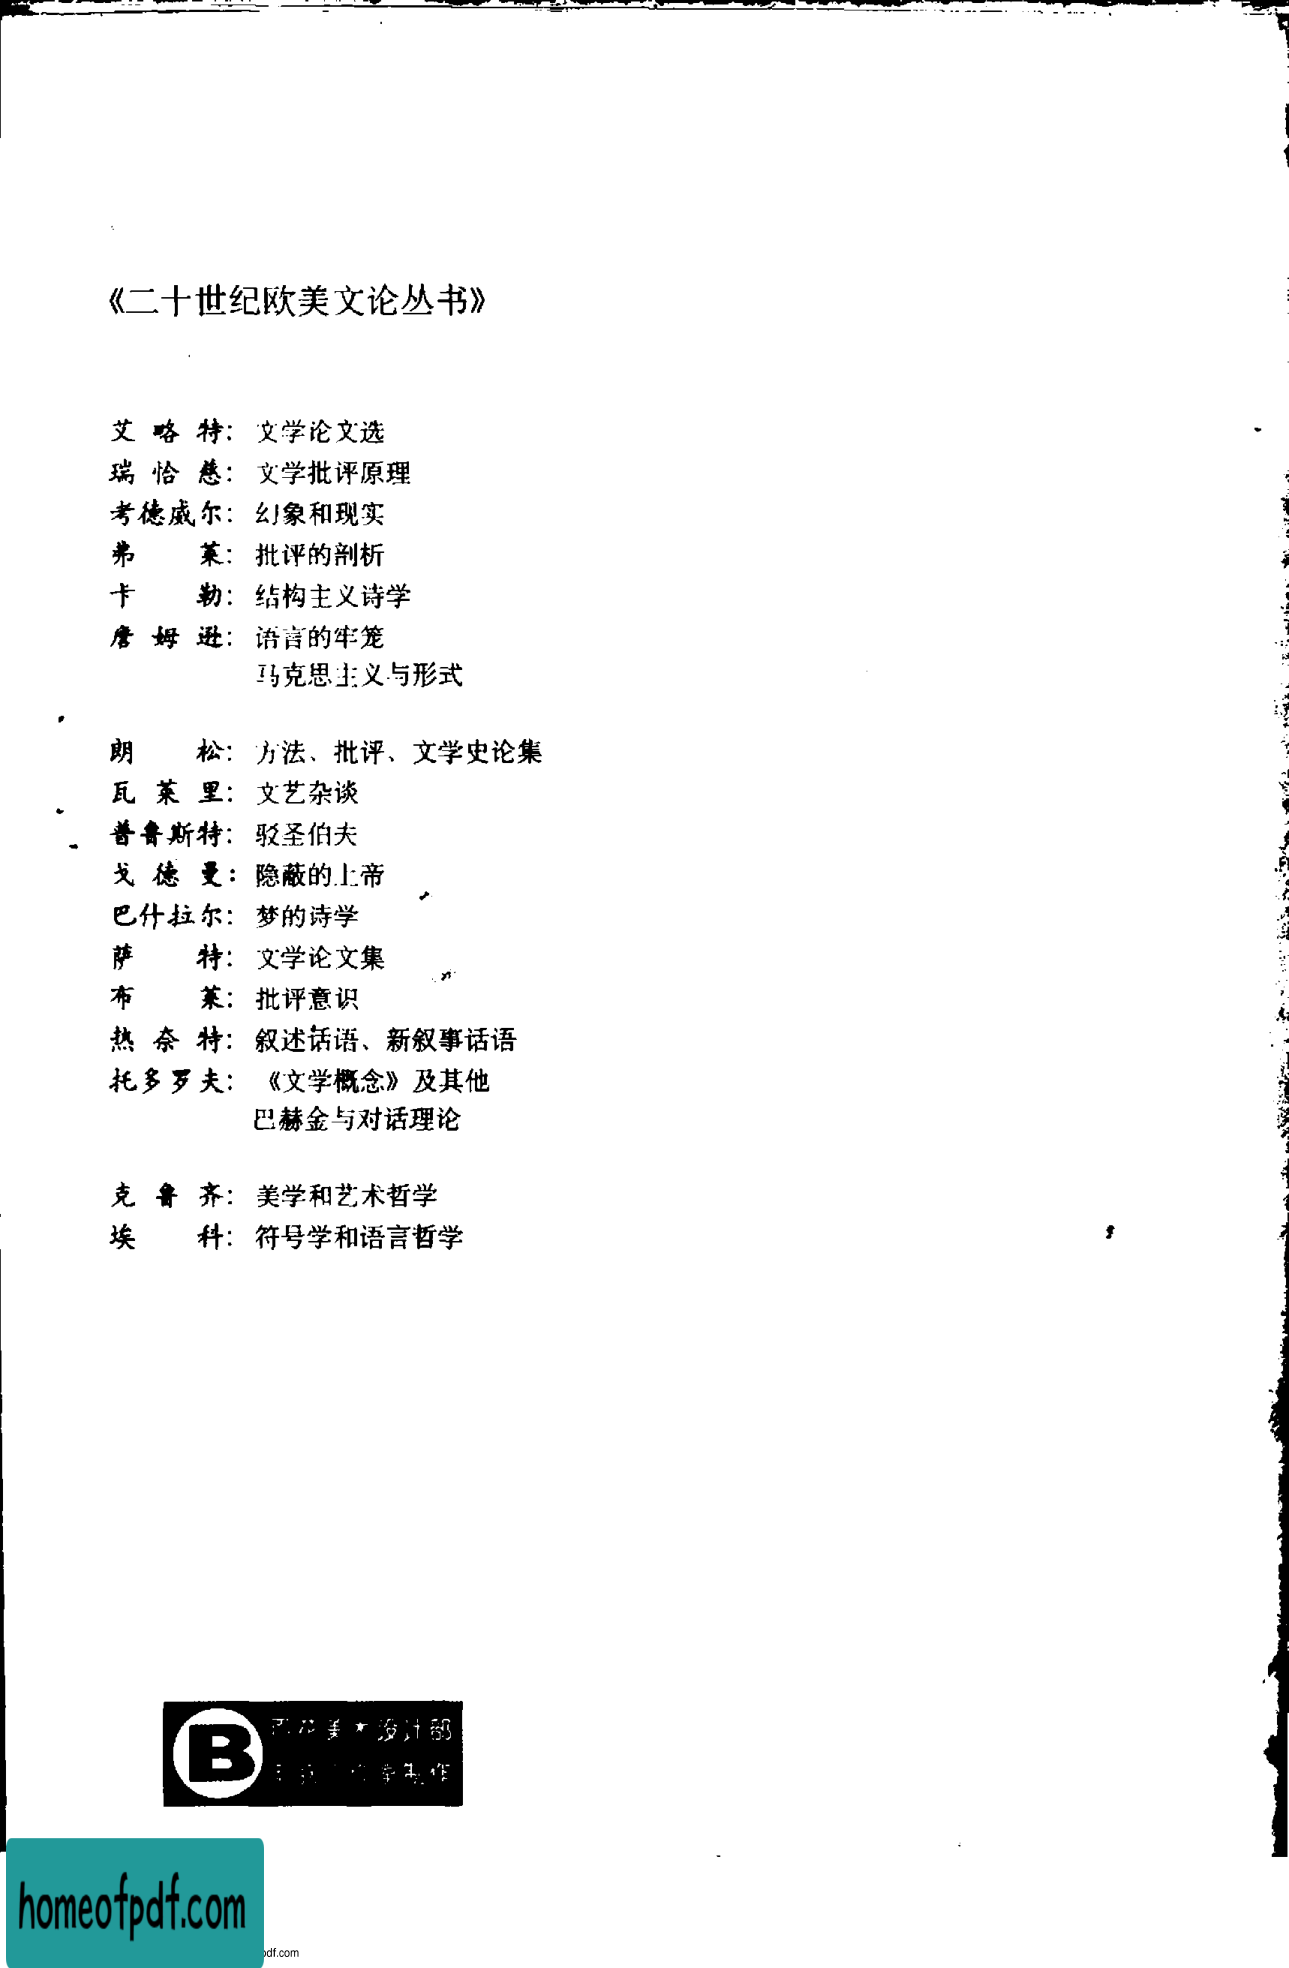 《二十世纪欧美文论丛书》
艾略特：文学论文选
瑞恰慈：文学批评原理
考德威尔：幻象和现实
弗莱：批评的剖析
卡勒：结构主义诗学
詹姆逊：语言的牢笼
马克思主义与形式
朗松：方法、批评、文学史论集
瓦莱里：文艺杂谈
普鲁斯特：驳圣伯夫
戈德曼：隐蔽的上帝
巴什拉尔：梦的诗学
萨特：文学论文集
布莱：批评意识
热奈特：叙述话语、新叙事话语
托多罗夫：《文学概念》及其他
巴赫金与对话理论
克鲁齐：美学和艺术哲学
埃科：符号学和语言哲学
B
美★设计部
制作
homeofpdf.com
pdf.com